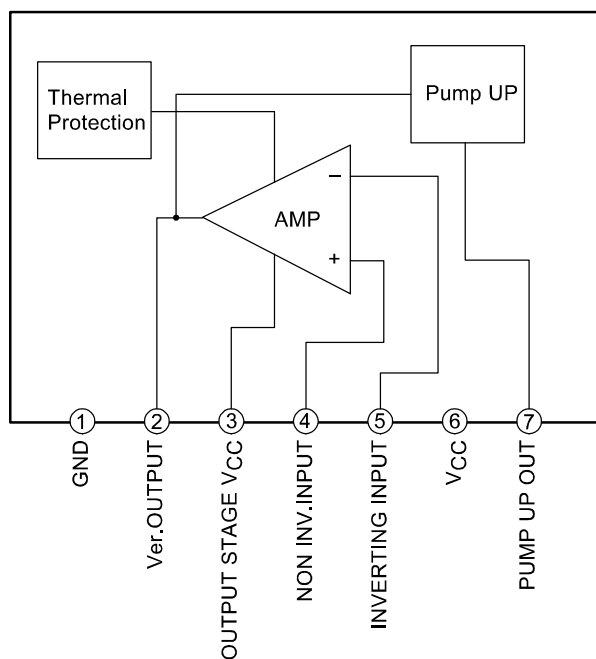 Thermal
Protection
Pump UP
−
AMP
+
1
2
3
4
5
6
7
GND
Ver.OUTPUT
OUTPUT STAGE VCC
NON INV.INPUT
INVERTING INPUT
VCC
PUMP UP OUT